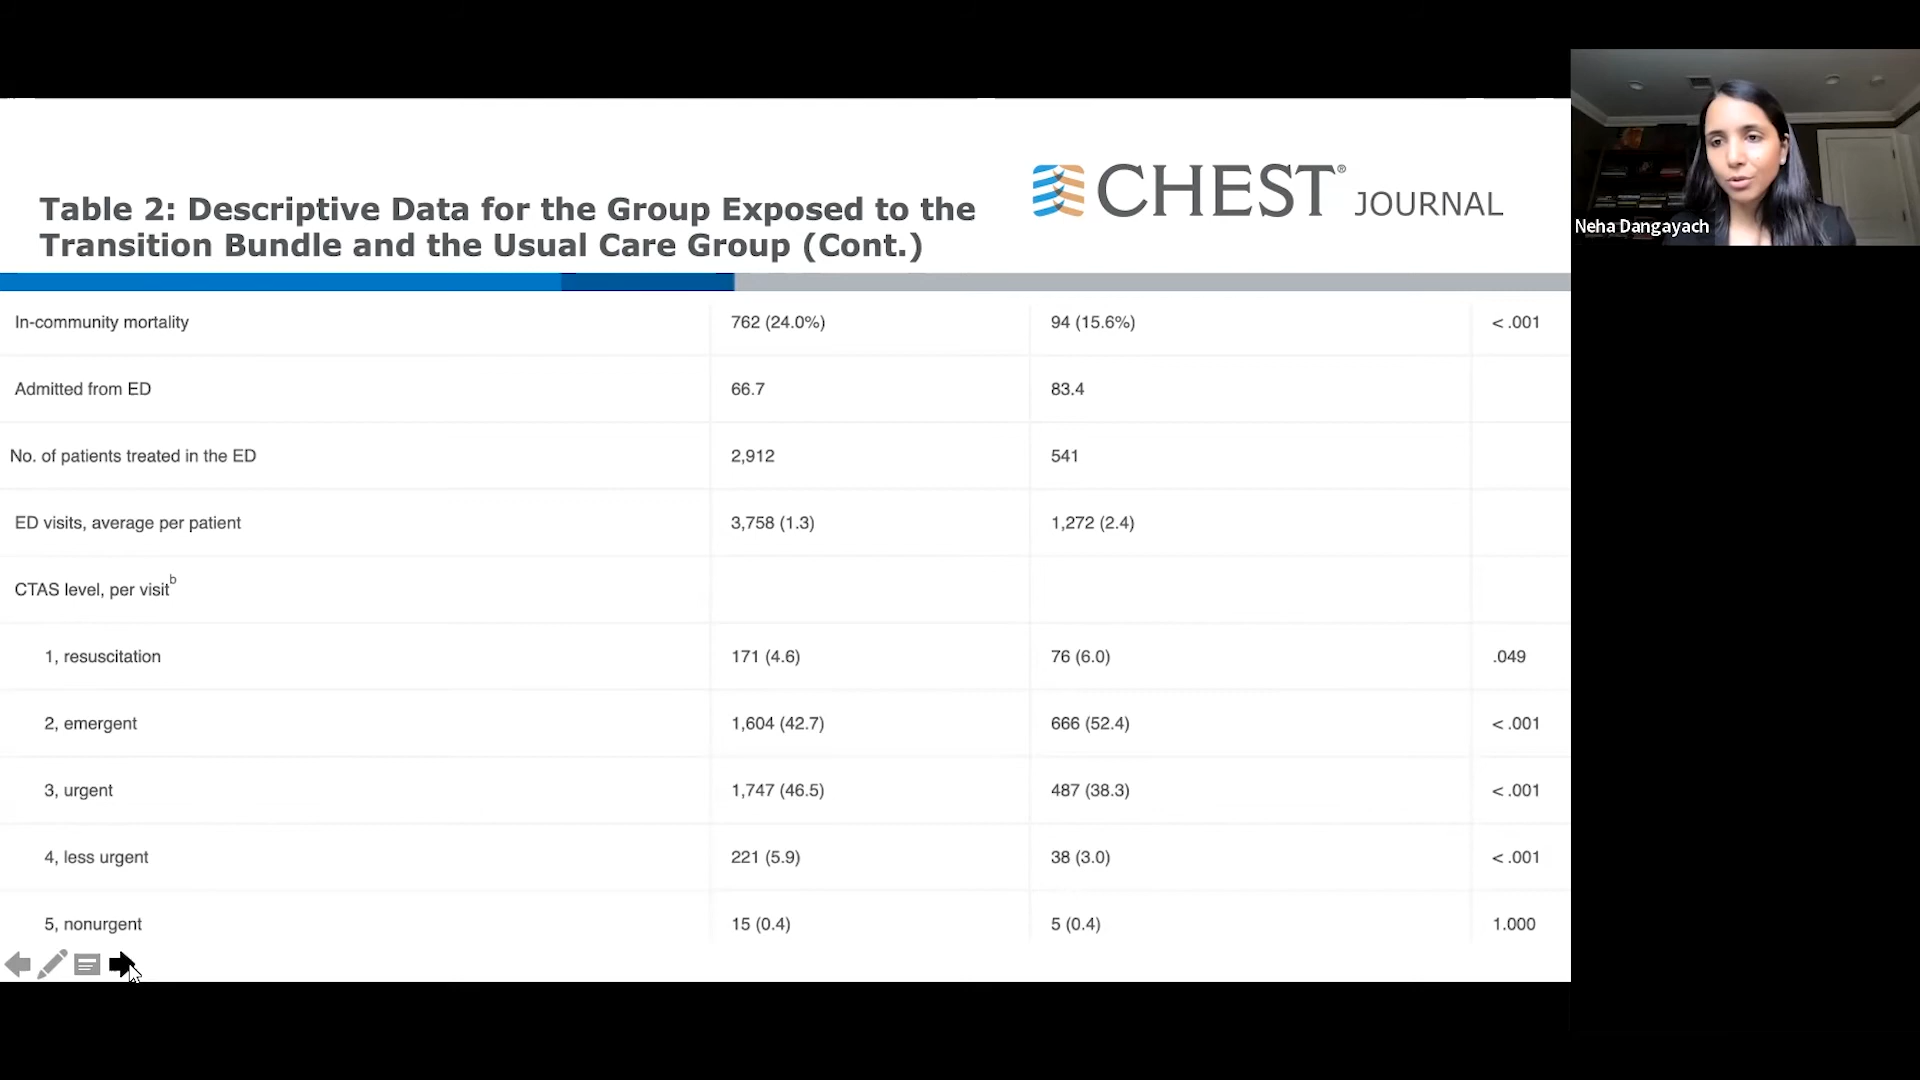 Table 2: Descriptive Data for the Group Exposed to the
Transition Bundle and the Usual Care Group (Cont.)
CHEST® JOURNAL
Neha Dangayach
In-community mortality 762 (24.0%) 94 (15.6%) < .001
Admitted from ED 66.7 83.4
No. of patients treated in the ED 2,912 541
ED visits, average per patient 3,758 (1.3) 1,272 (2.4)
CTAS level, per visitᵇ
1, resuscitation 171 (4.6) 76 (6.0) .049
2, emergent 1,604 (42.7) 666 (52.4) < .001
3, urgent 1,747 (46.5) 487 (38.3) < .001
4, less urgent 221 (5.9) 38 (3.0) < .001
5, nonurgent 15 (0.4) 5 (0.4) 1.000